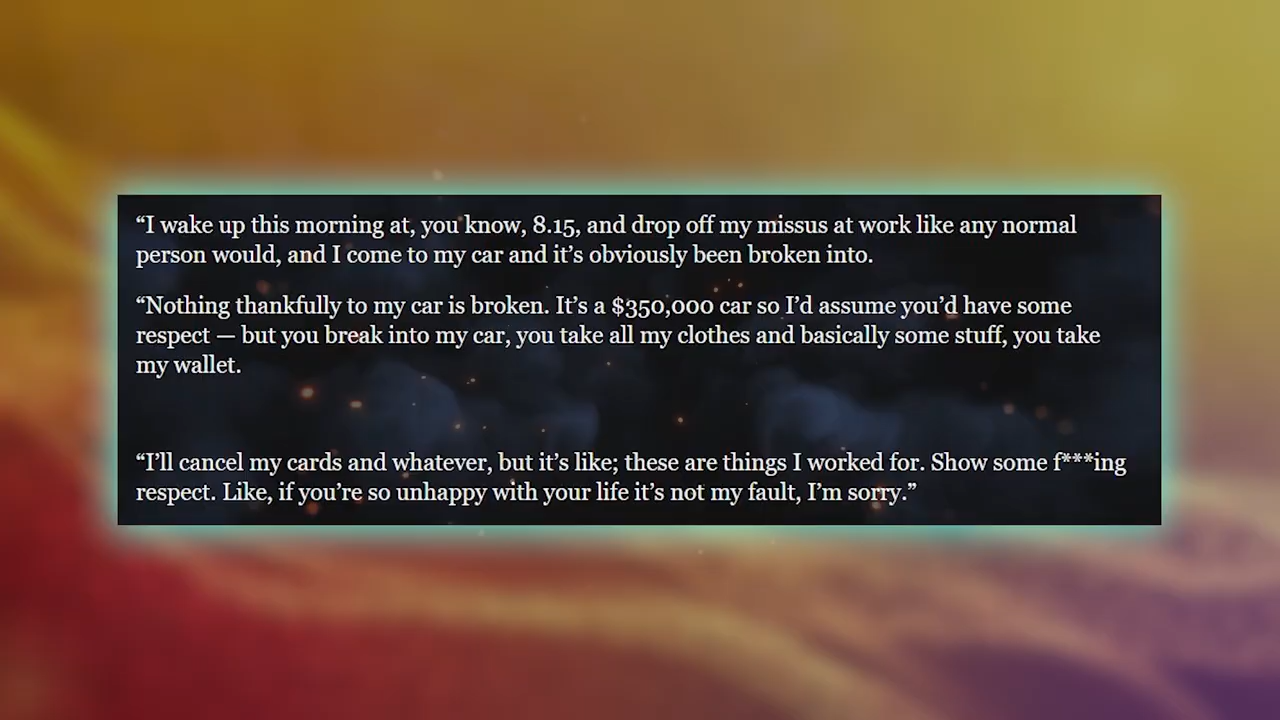 “I wake up this morning at, you know, 8.15, and drop off my missus at work like any normal
person would, and I come to my car and it’s obviously been broken into.
“Nothing thankfully to my car is broken. It’s a $350,000 car so I’d assume you’d have some
respect — but you break into my car, you take all my clothes and basically some stuff, you take
my wallet.
“I’ll cancel my cards and whatever, but it’s like; these are things I worked for. Show some f***ing
respect. Like, if you’re so unhappy with your life it’s not my fault, I’m sorry.”